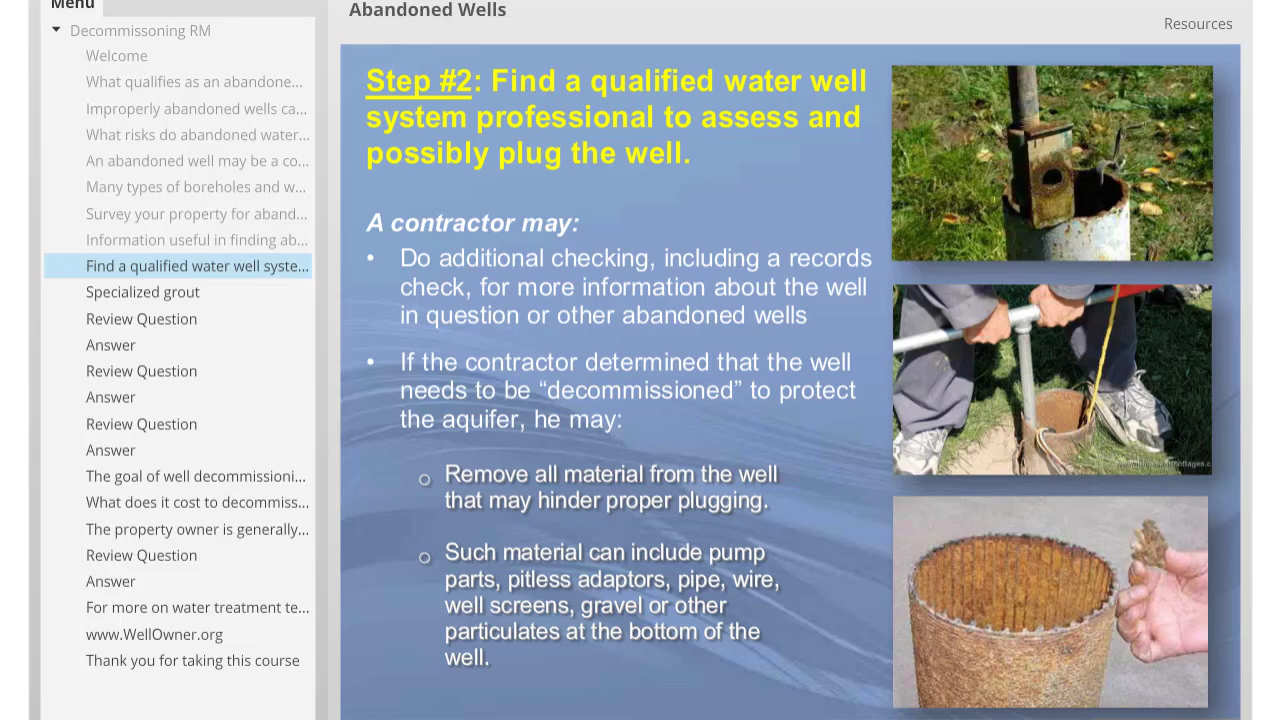 Menu
Abandoned Wells
Resources
Decommissoning RM
Welcome
What qualifies as an abandone...
Improperly abandoned wells ca...
What risks do abandoned water...
An abandoned well may be a co...
Many types of boreholes and w...
Survey your property for aband...
Information useful in finding ab...
Find a qualified water well syste...
Specialized grout
Review Question
Answer
Review Question
Answer
Review Question
Answer
The goal of well decommissioni...
What does it cost to decommiss...
The property owner is generally...
Review Question
Answer
For more on water treatment te...
www.WellOwner.org
Thank you for taking this course
Step #2: Find a qualified water well
system professional to assess and
possibly plug the well.
A contractor may:
• Do additional checking, including a records
check, for more information about the well
in question or other abandoned wells
• If the contractor determined that the well
needs to be “decommissioned” to protect
the aquifer, he may:
o Remove all material from the well
that may hinder proper plugging.
o Such material can include pump
parts, pitless adaptors, pipe, wire,
well screens, gravel or other
particulates at the bottom of the
well.